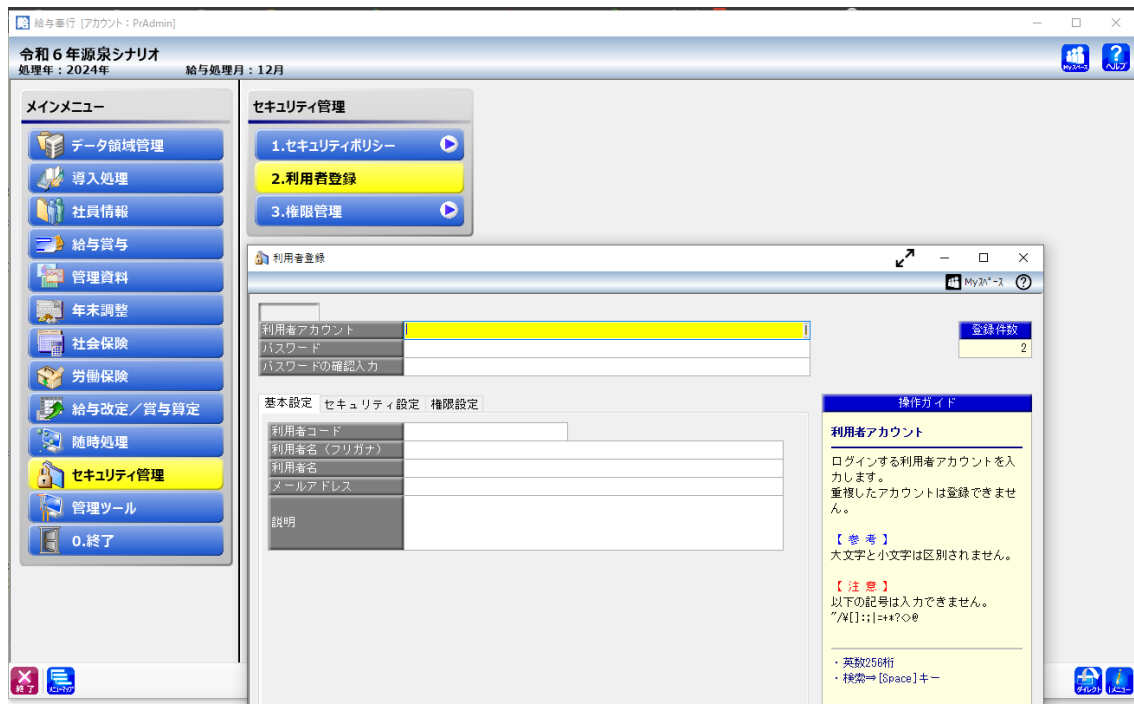 給与奉行 [アカウント：PrAdmin]
令和６年源泉シナリオ
処理年：2024年 給与処理月：12月
Myスペース
ヘルプ
メインメニュー
データ領域管理
導入処理
社員情報
給与賞与
管理資料
年末調整
社会保険
労働保険
給与改定／賞与算定
随時処理
セキュリティ管理
管理ツール
0.終了
セキュリティ管理
1.セキュリティポリシー
2.利用者登録
3.権限管理
利用者登録
Myスペース
利用者アカウント
パスワード
パスワードの確認入力
登録件数
2
基本設定 セキュリティ設定 権限設定
利用者コード
利用者名（フリガナ）
利用者名
メールアドレス
説明
操作ガイド
利用者アカウント
ログインする利用者アカウントを入
力します。
重複したアカウントは登録できませ
ん。
【 参 考 】
大文字と小文字は区別されません。
【 注 意 】
以下の記号は入力できません。
"/¥[]:;|=+*?<>@
・英数256桁
・検索⇒[Space]キー
終了
メニューマップ
ダイレクト
iメニュー